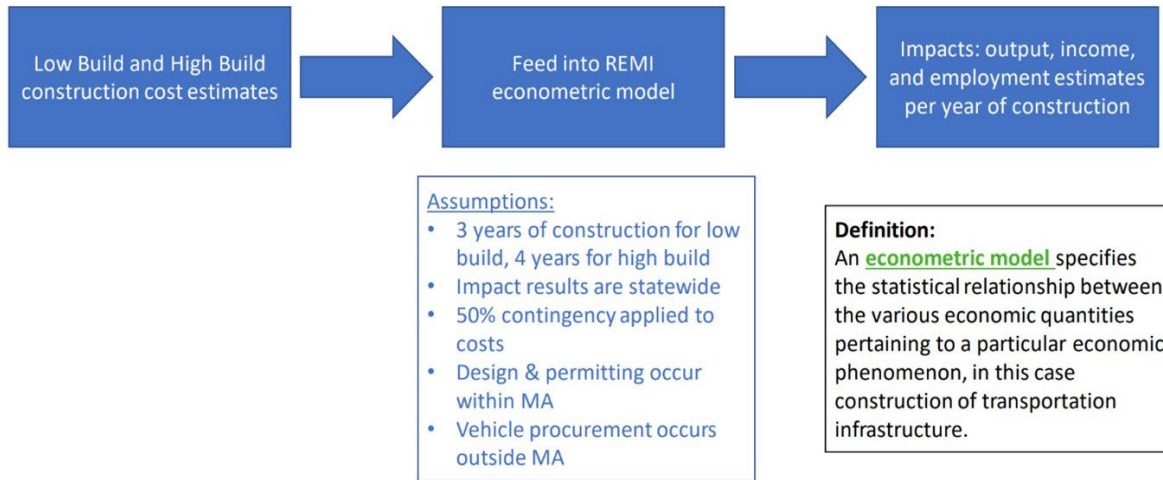 Low Build and High Build
construction cost estimates
Feed into REMI
econometric model
Impacts: output, income,
and employment estimates
per year of construction
Assumptions:
• 3 years of construction for low
build, 4 years for high build
• Impact results are statewide
• 50% contingency applied to
costs
• Design & permitting occur
within MA
• Vehicle procurement occurs
outside MA
Definition:
An econometric model specifies
the statistical relationship between
the various economic quantities
pertaining to a particular economic
phenomenon, in this case
construction of transportation
infrastructure.